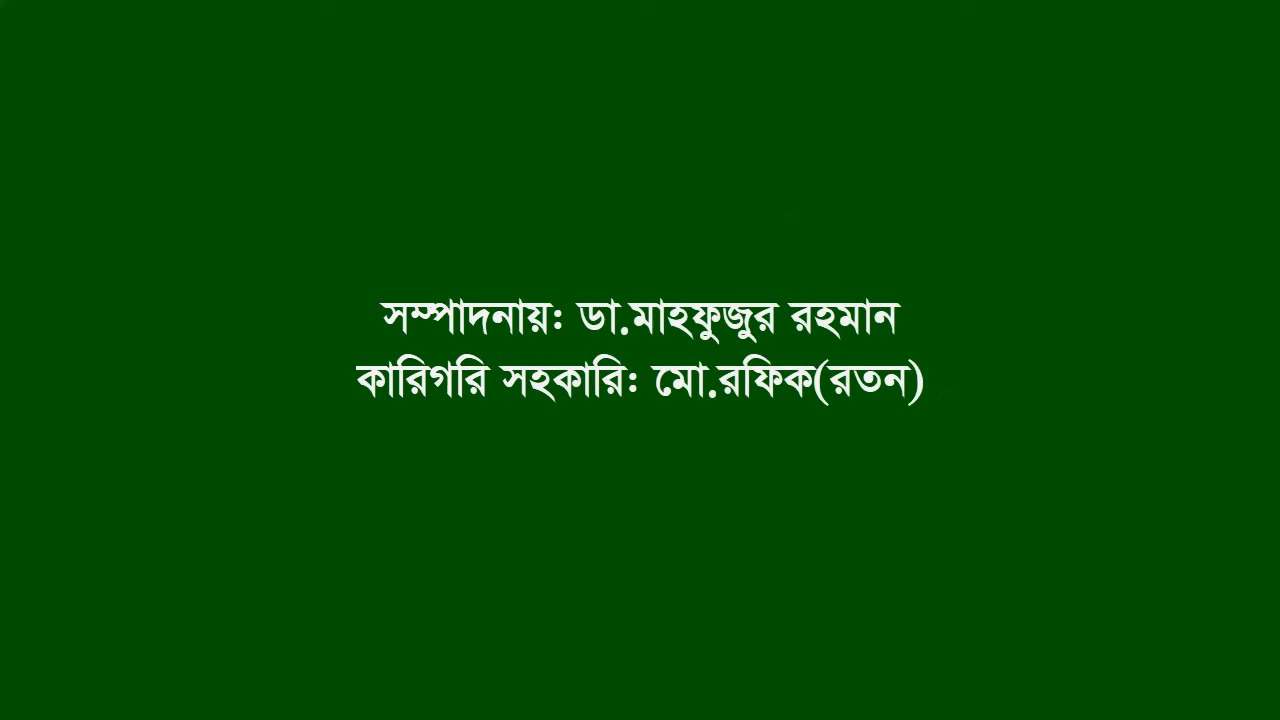 সম্পাদনায়: ডা.মাহফুজুর রহমান
কারিগরি সহকারি: মো.রফিক(রতন)